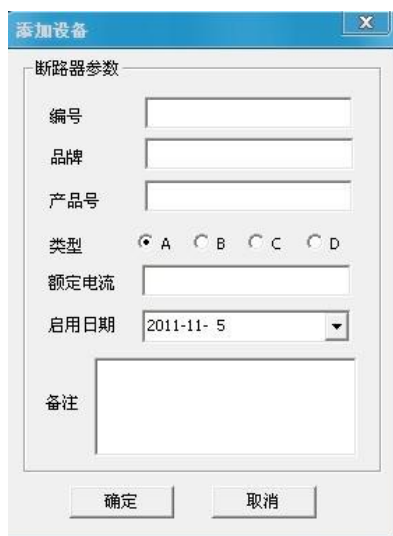 添加设备
断路器参数
编号
品牌
产品号
类型 A B C D
额定电流
启用日期 2011-11- 5
备注
确定 取消